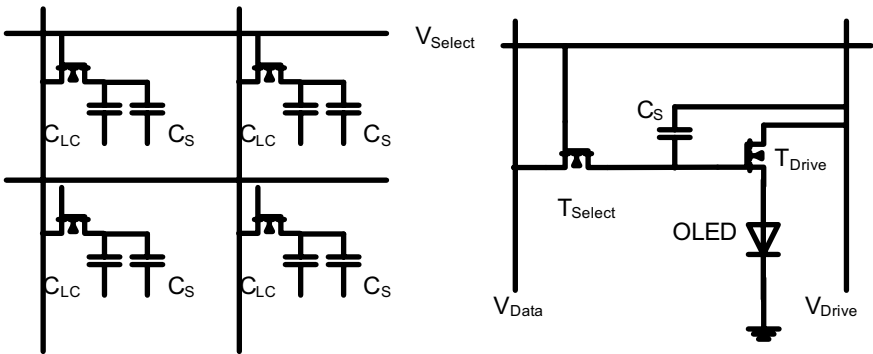 V_Select
C_LC C_S C_LC C_S
C_LC C_S C_LC C_S
C_S
T_Drive
T_Select
OLED
V_Data V_Drive